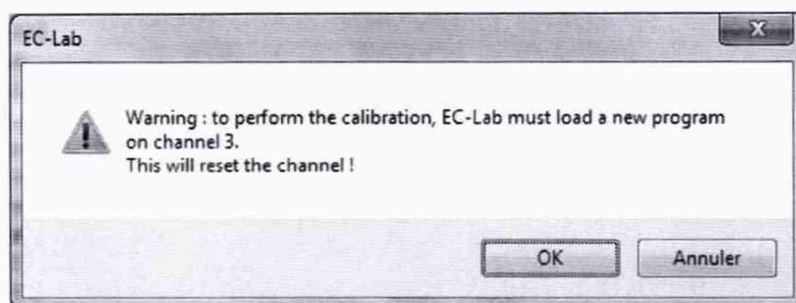 EC-Lab
Warning : to perform the calibration, EC-Lab must load a new program
on channel 3.
This will reset the channel !
OK
Annuler